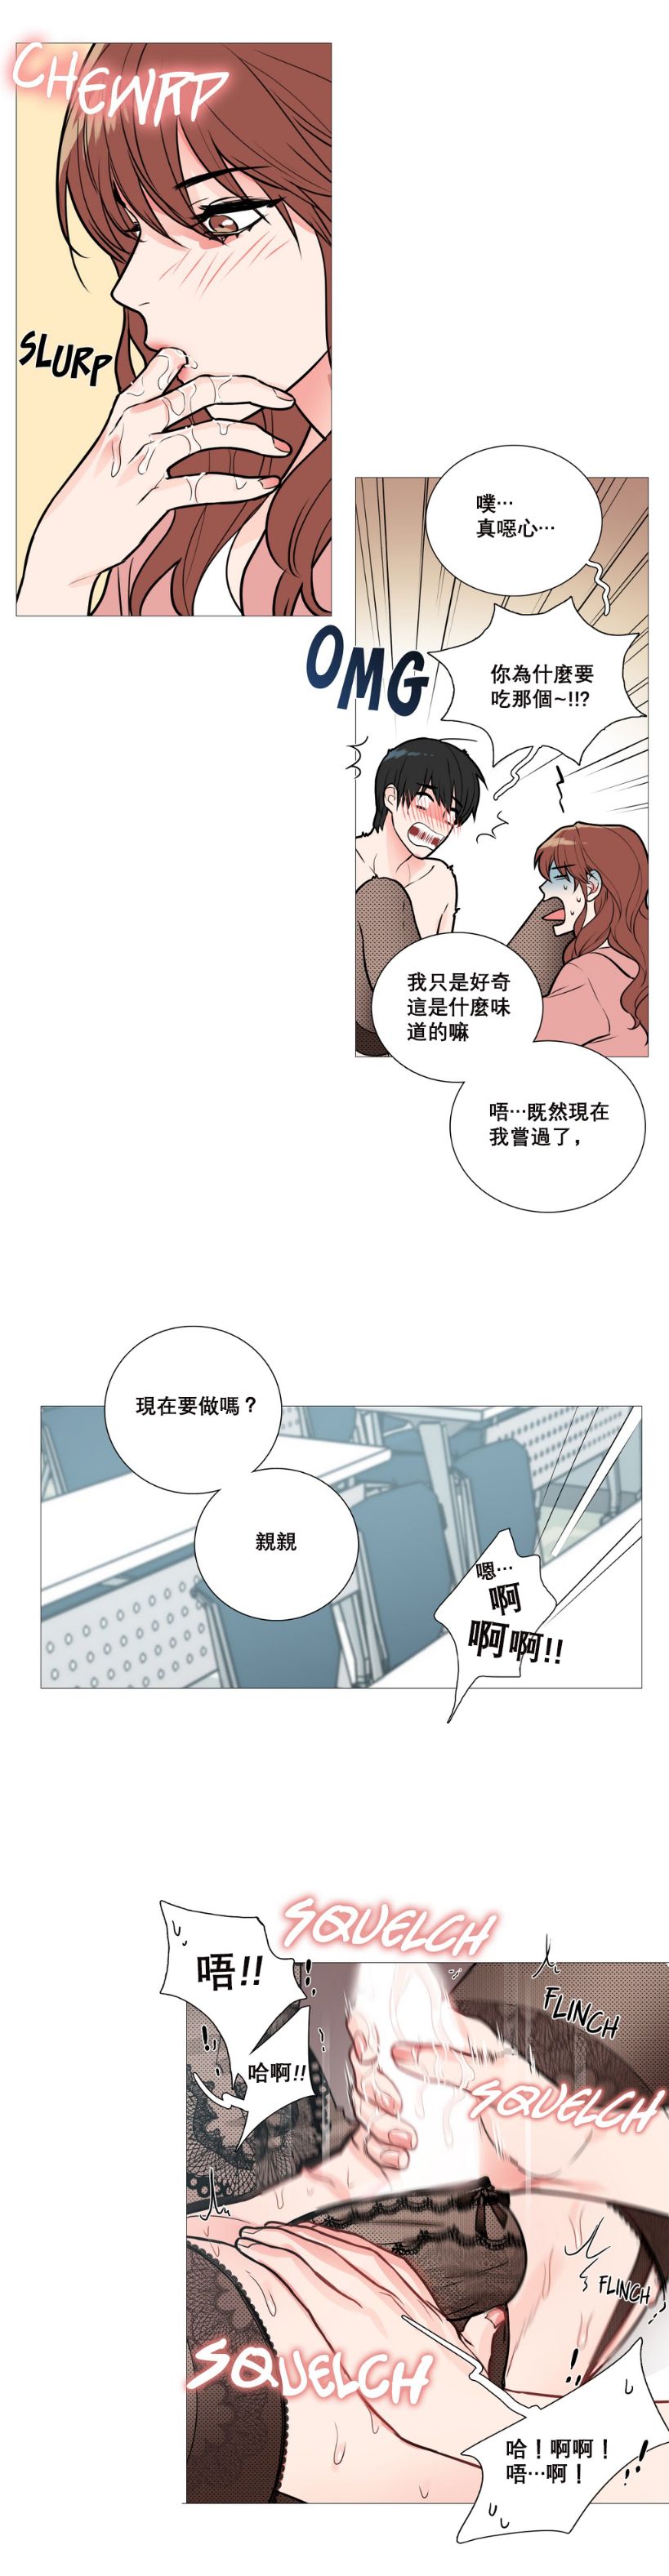 CHEWRP
SLURP
噗…
真噁心…
OMG
你為什麼要
吃那個~!!?
我只是好奇
這是什麼味
道的嘛
唔…既然現在
我嘗過了，
現在要做嗎？
親親
嗯…
啊
啊啊!!
SQUELCH
唔!!
FLINCH
哈啊!!
SQUELCH
FLINCH
SQUELCH
哈！啊啊！
唔…啊！